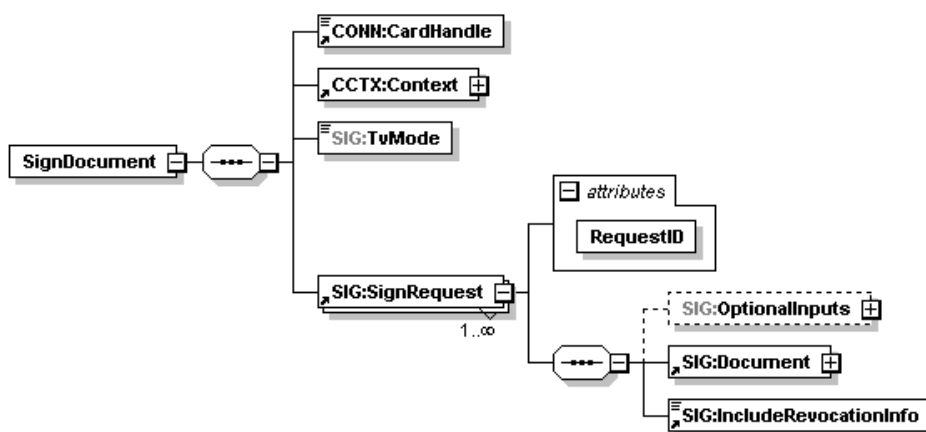 CONN:CardHandle
CCTX:Context
SIG:TvMode
SignDocument
attributes
RequestID
SIG:SignRequest
1..∞
SIG:OptionalInputs
SIG:Document
SIG:IncludeRevocationInfo